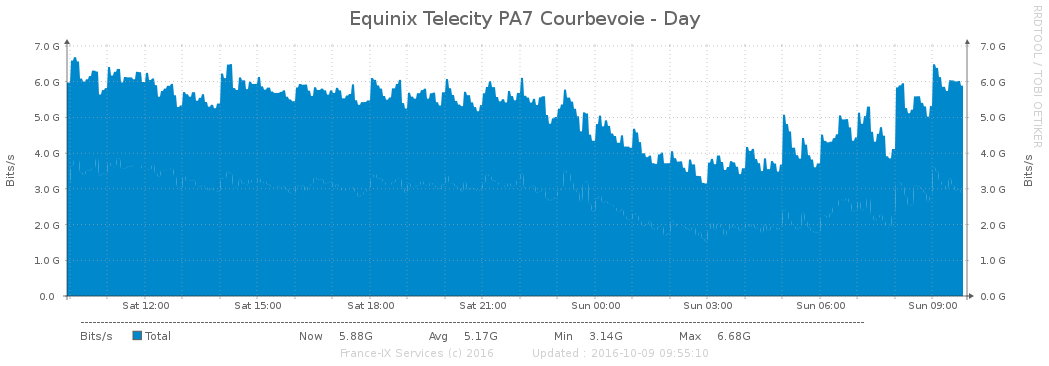 Equinix Telecity PA7 Courbevoie - Day
RRDTOOL / TOBI OETIKER
7.0 G 7.0 G
6.0 G 6.0 G
5.0 G 5.0 G
4.0 G 4.0 G
3.0 G 3.0 G
2.0 G 2.0 G
1.0 G 1.0 G
0.0 0.0 G
Bits/s
Bits/s
Sat 12:00 Sat 15:00 Sat 18:00 Sat 21:00 Sun 00:00 Sun 03:00 Sun 06:00 Sun 09:00
Bits/s Total Now 5.88G Avg 5.17G Min 3.14G Max 6.68G
France-IX Services (c) 2016 Updated : 2016-10-09 09:55:10